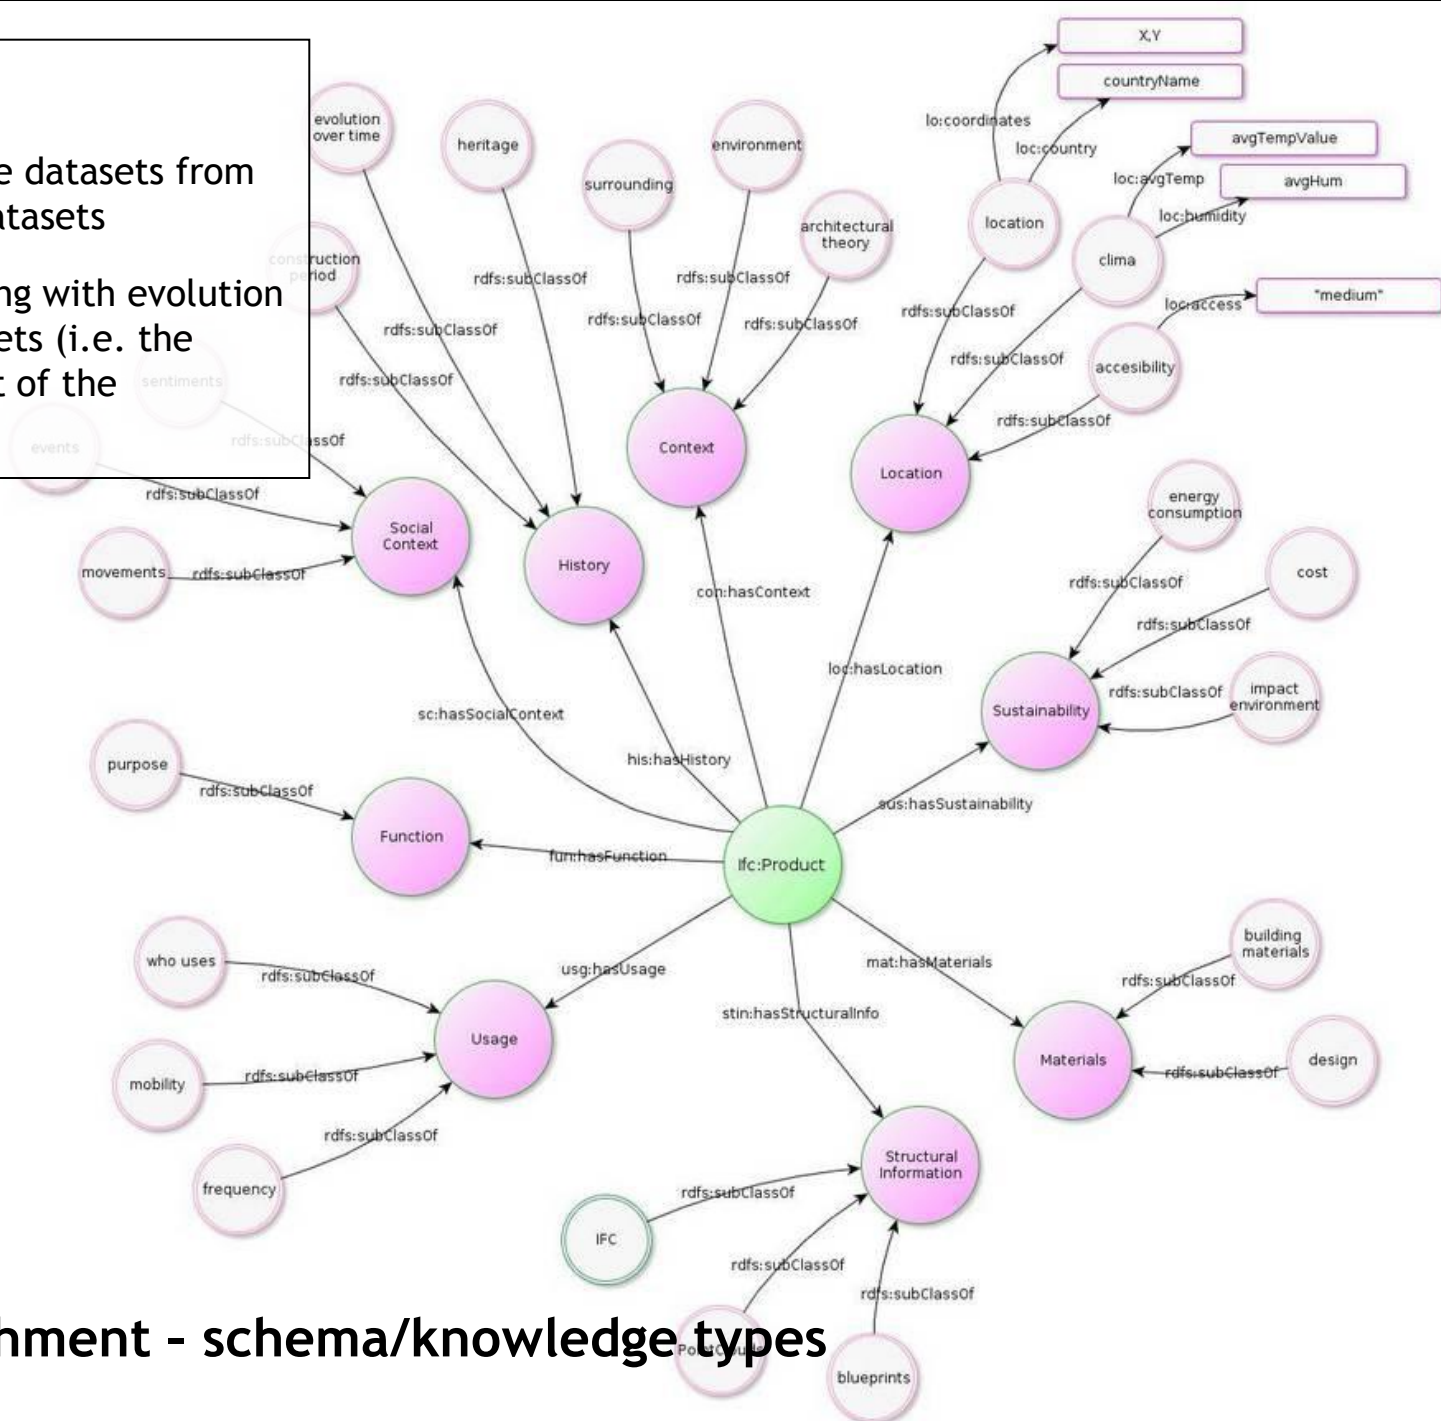 e datasets from
atasets
ng with evolution
ets (i.e. the
t of the
X,Y
countryName
lo:coordinates
loc:country
avgTempValue
loc:avgTemp
avgHum
loc:humidity
"medium"
loc:access
evolution
over time
heritage
surrounding
environment
architectural
theory
location
clima
accesibility
construction
period
sentiments
events
movements
rdfs:subClassOf
rdfs:subClassOf
rdfs:subClassOf
rdfs:subClassOf
rdfs:subClassOf
rdfs:subClassOf
rdfs:subClassOf
rdfs:subClassOf
rdfs:subClassOf
rdfs:subClassOf
rdfs:subClassOf
rdfs:subClassOf
Social
Context
History
Context
Location
energy
consumption
cost
impact
environment
rdfs:subClassOf
rdfs:subClassOf
rdfs:subClassOf
Sustainability
con:hasContext
loc:hasLocation
sc:hasSocialContext
his:hasHistory
sus:hasSustainability
purpose
rdfs:subClassOf
Function
fun:hasFunction
Ifc:Product
who uses
rdfs:subClassOf
mobility
rdfs:subClassOf
frequency
rdfs:subClassOf
Usage
usg:hasUsage
mat:hasMaterials
stin:hasStructuralInfo
building
materials
rdfs:subClassOf
design
rdfs:subClassOf
Materials
Structural
Information
IFC
rdfs:subClassOf
rdfs:subClassOf
rdfs:subClassOf
PointClouds
blueprints
hment – schema/knowledge types